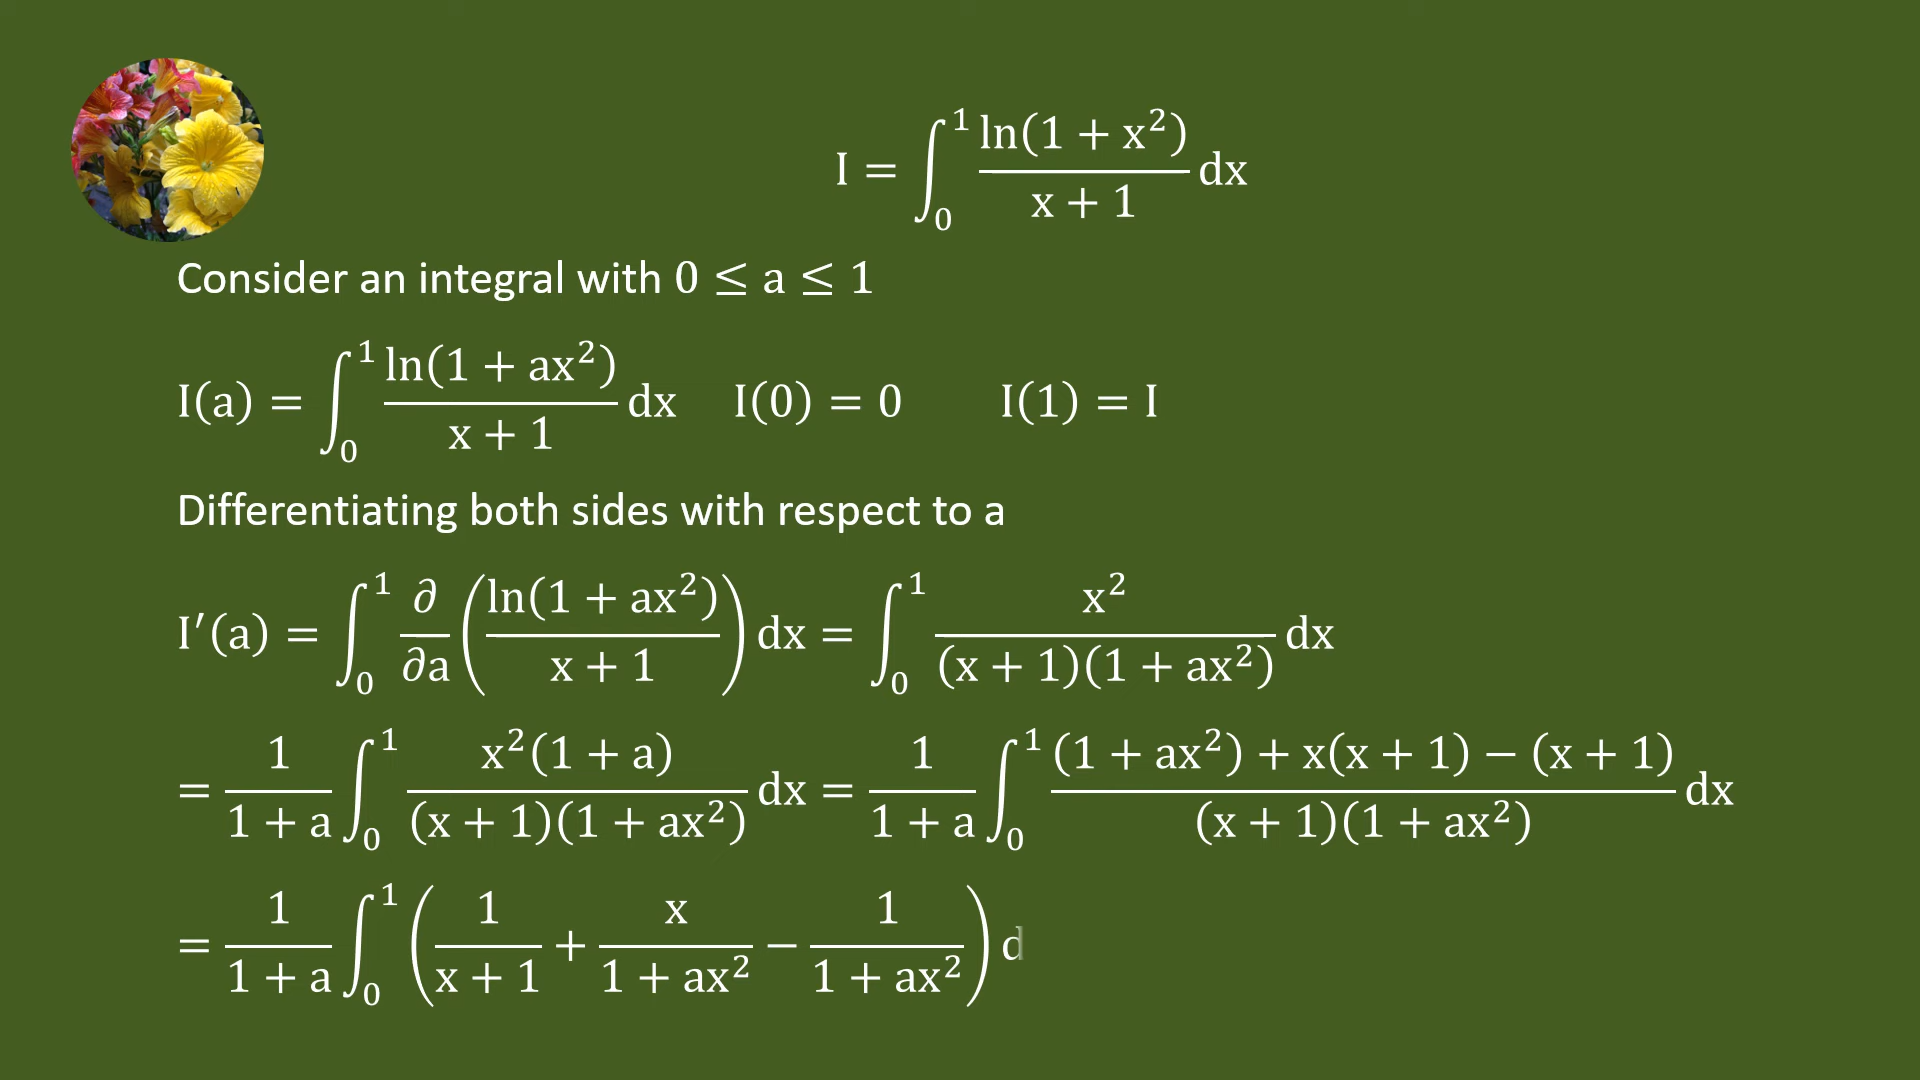 I = ∫₀¹ ln(1 + x²)/(x + 1) dx
Consider an integral with 0 ≤ a ≤ 1
I(a) = ∫₀¹ ln(1 + ax²)/(x + 1) dx I(0) = 0 I(1) = I
Differentiating both sides with respect to a
I′(a) = ∫₀¹ ∂/∂a (ln(1 + ax²)/(x + 1)) dx = ∫₀¹ x²/((x + 1)(1 + ax²)) dx
= 1/(1 + a) ∫₀¹ x²(1 + a)/((x + 1)(1 + ax²)) dx = 1/(1 + a) ∫₀¹ ((1 + ax²) + x(x + 1) − (x + 1))/((x + 1)(1 + ax²)) dx
= 1/(1 + a) ∫₀¹ (1/(x + 1) + x/(1 + ax²) − 1/(1 + ax²)) d